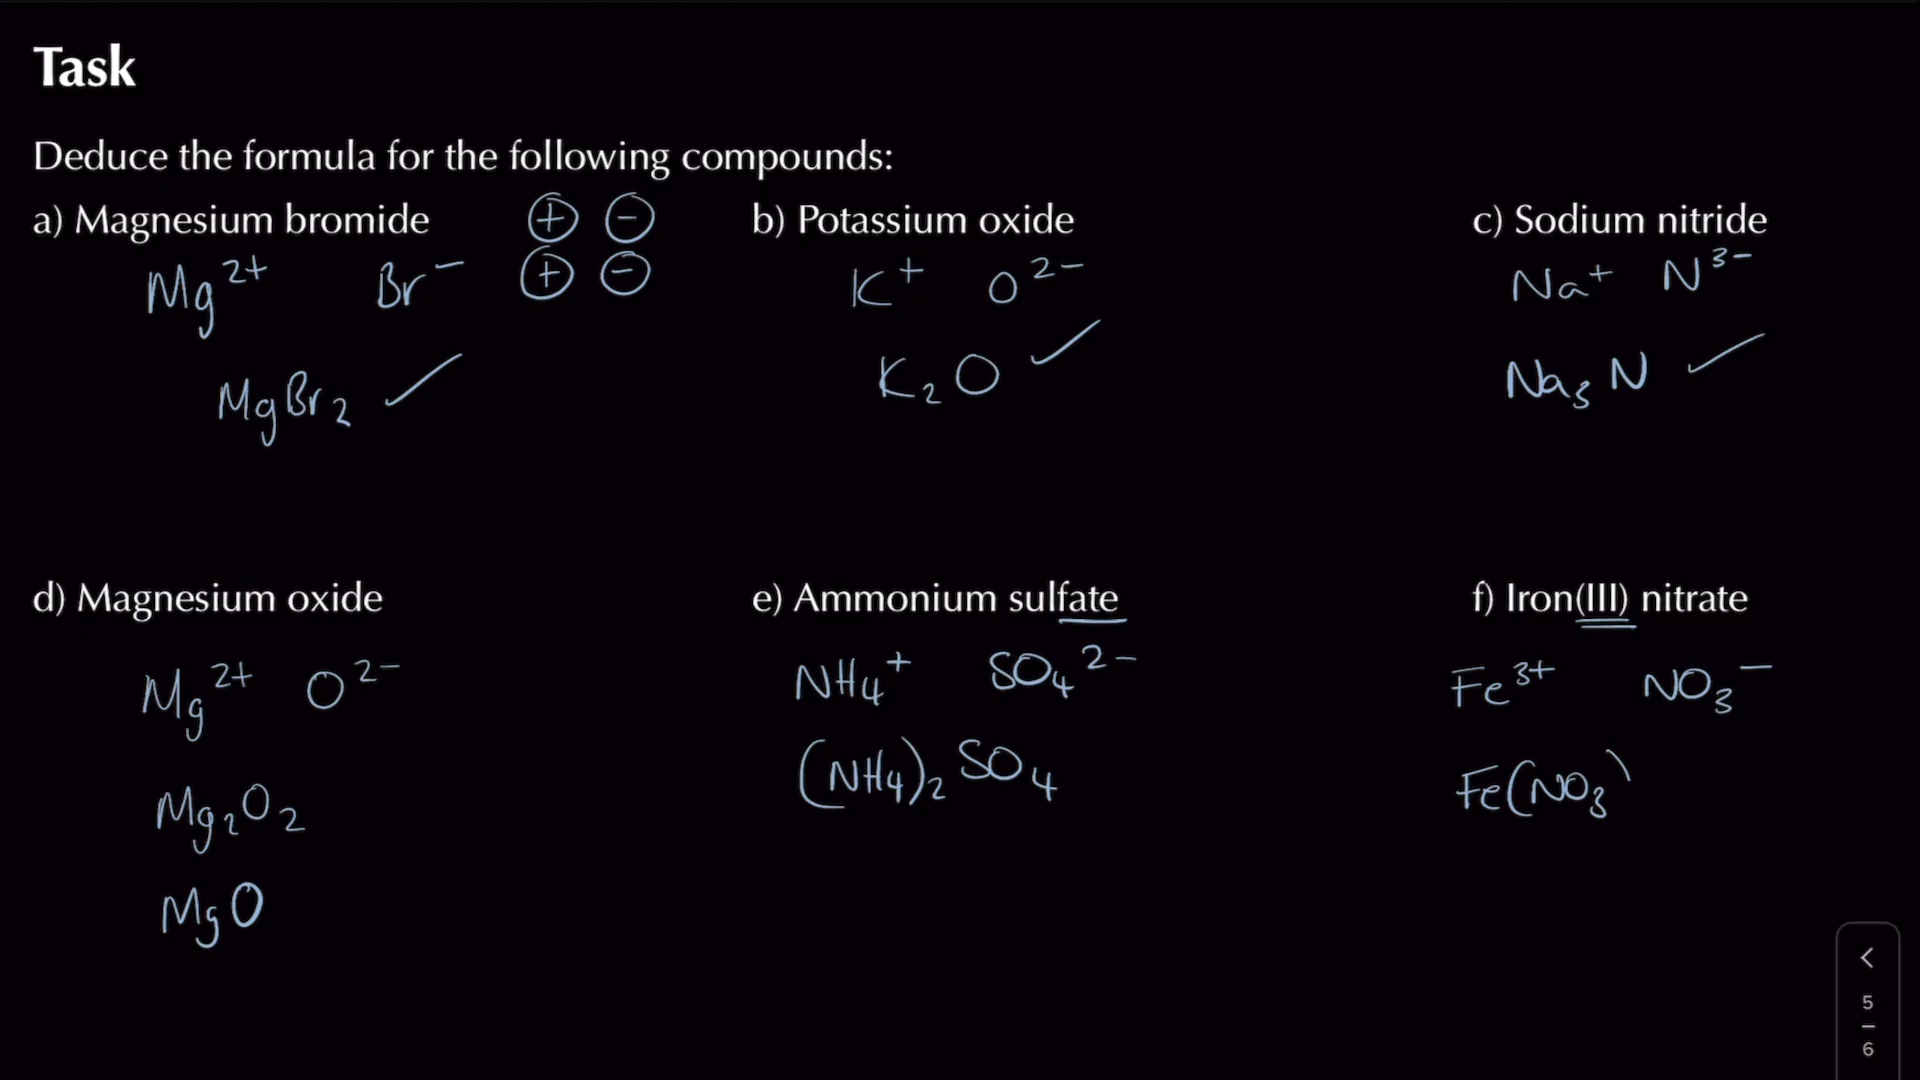 Task
Deduce the formula for the following compounds:
a) Magnesium bromide
⊕ ⊖
⊕ ⊖
Mg²⁺ Br⁻
MgBr₂ ✓
b) Potassium oxide
K⁺ O²⁻
K₂O ✓
c) Sodium nitride
Na⁺ N³⁻
Na₃N ✓
d) Magnesium oxide
Mg²⁺ O²⁻
Mg₂O₂
MgO
e) Ammonium sulfate
NH₄⁺ SO₄²⁻
(NH₄)₂SO₄
f) Iron(III) nitrate
Fe³⁺ NO₃⁻
Fe(NO₃)
<
5
6